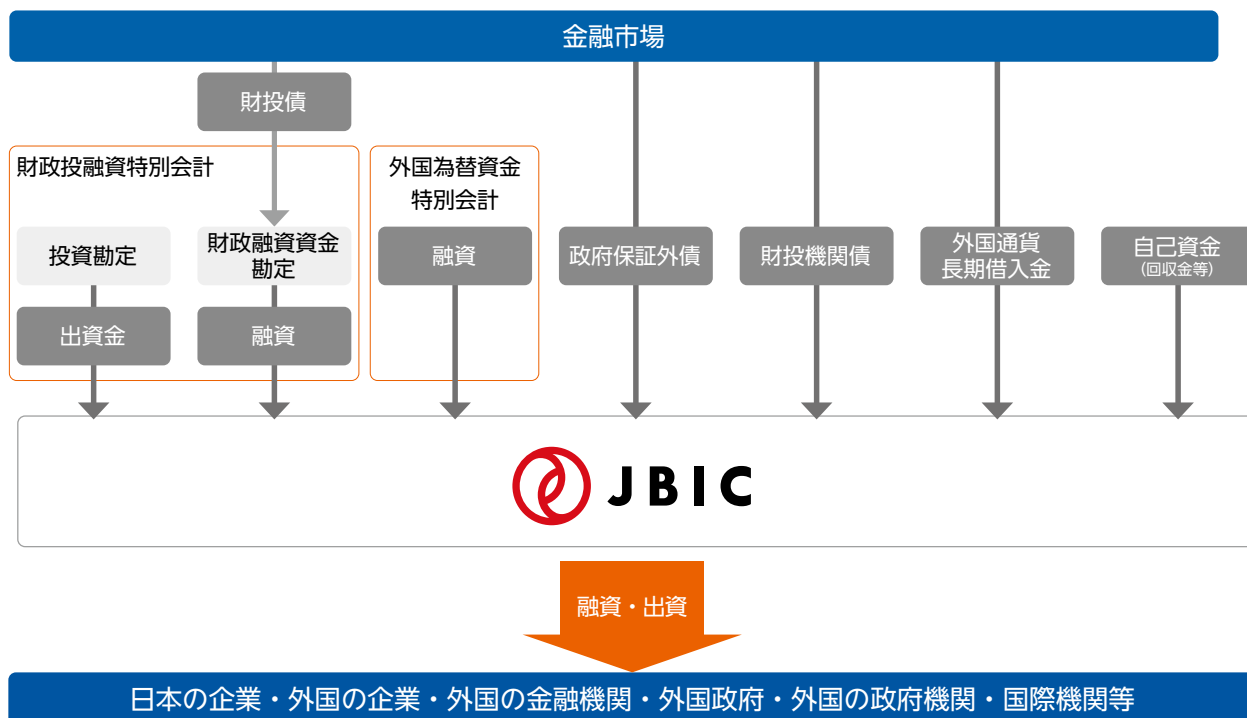 金融市場
財投債
財政投融資特別会計
外国為替資金
特別会計
投資勘定
財政融資資金
勘定
融資
政府保証外債
財投機関債
外国通貨
長期借入金
自己資金
(回収金等)
出資金
融資
JBIC
融資・出資
日本の企業・外国の企業・外国の金融機関・外国政府・外国の政府機関・国際機関等